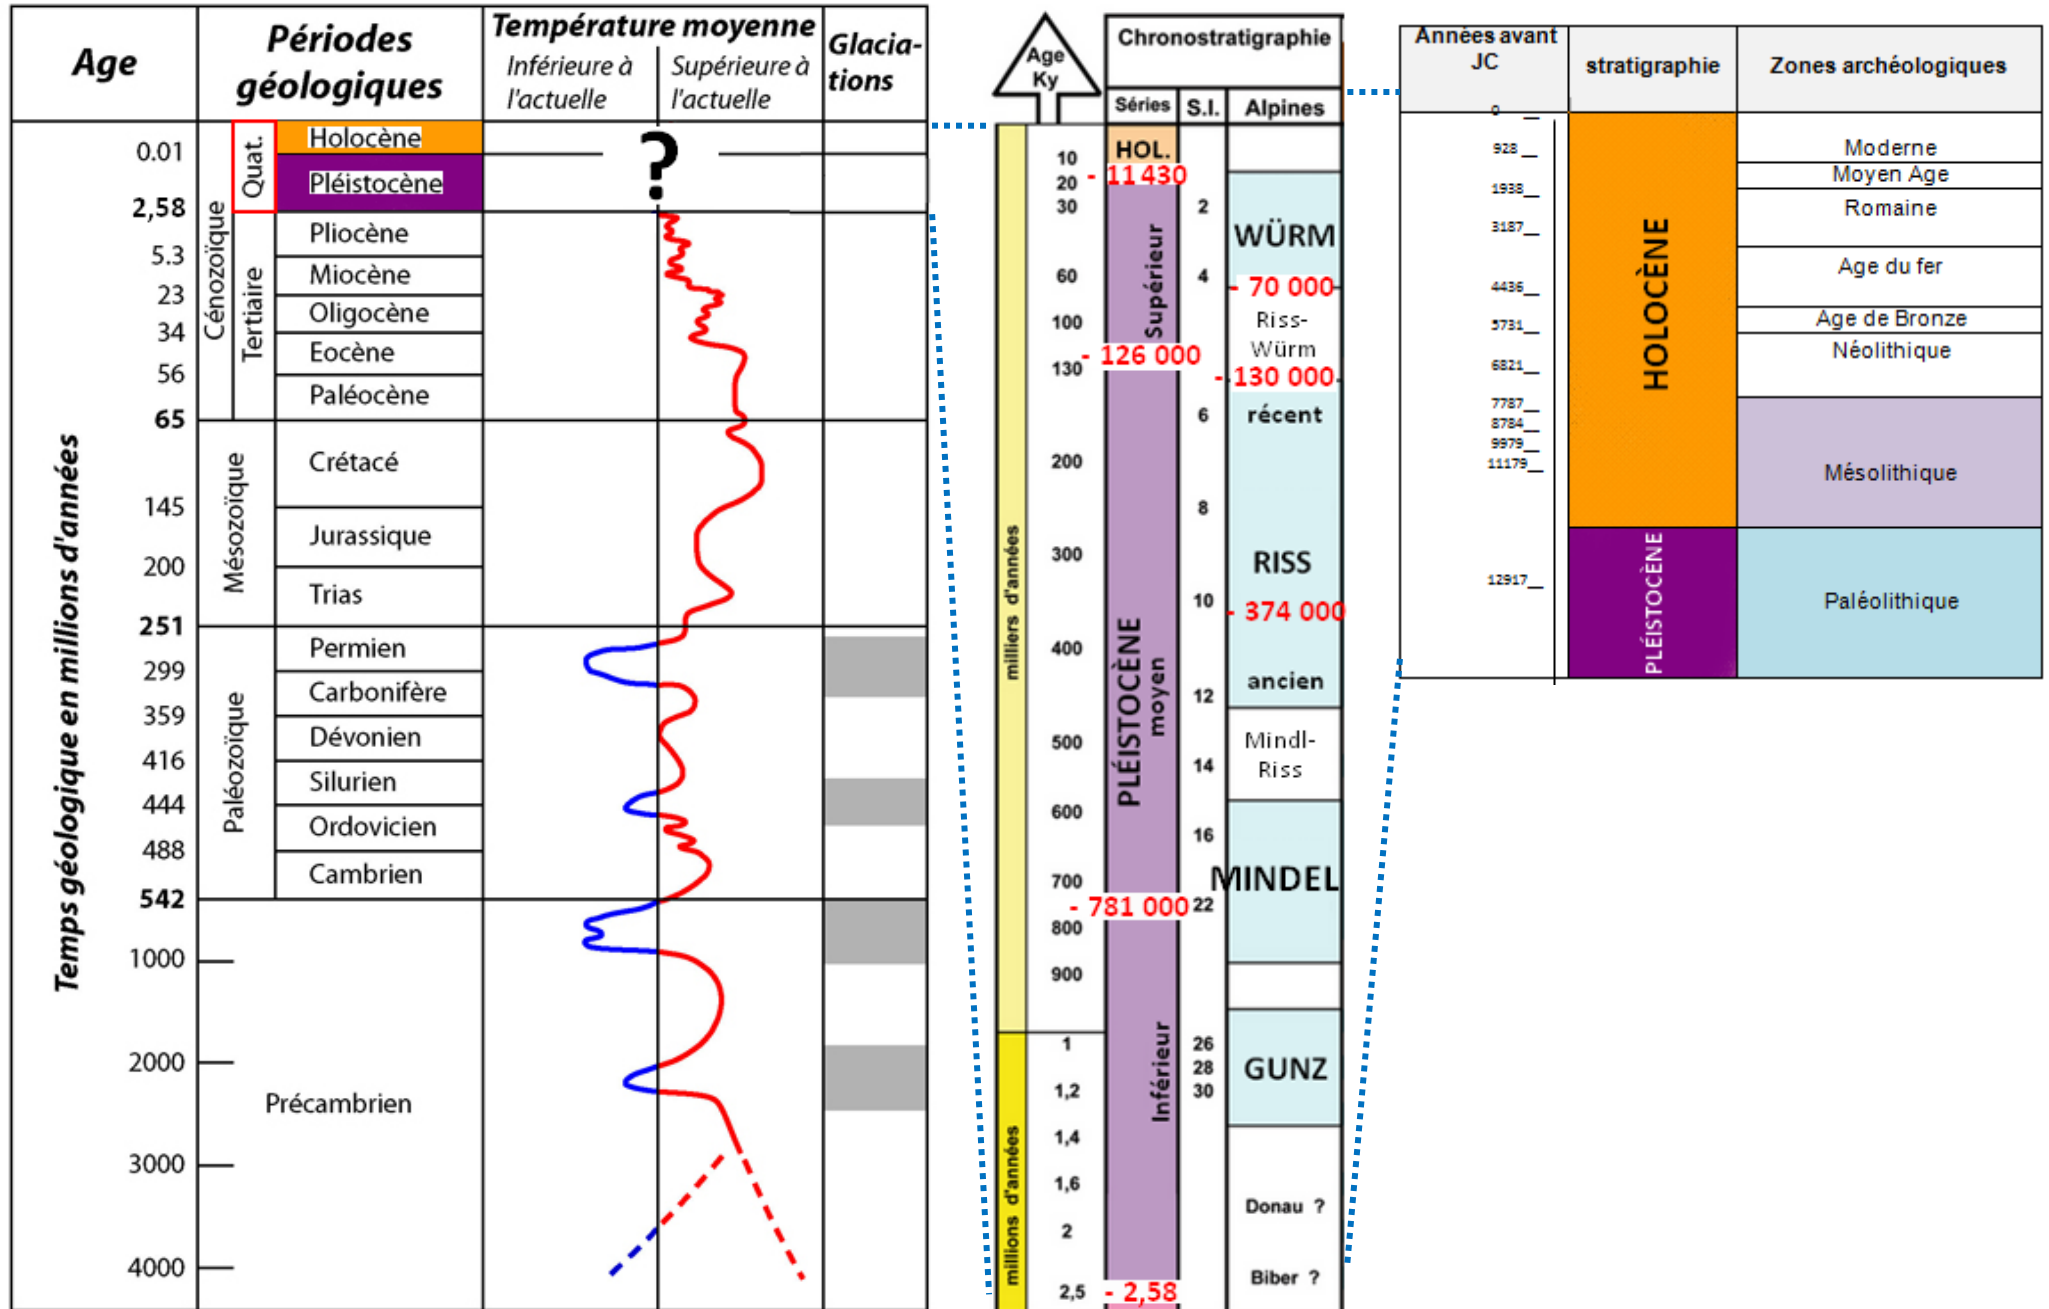 Age
Périodes
géologiques
Température moyenne
Inférieure à
l'actuelle
Supérieure à
l'actuelle
Glacia-
tions
Temps géologique en millions d'années
0.01
2,58
5.3
23
34
56
65
145
200
251
299
359
416
444
488
542
1000
2000
3000
4000
Cénozoïque
Quat.
Tertiaire
Mésozoïque
Paléozoïque
Holocène
Pléistocène
Pliocène
Miocène
Oligocène
Eocène
Paléocène
Crétacé
Jurassique
Trias
Permien
Carbonifère
Dévonien
Silurien
Ordovicien
Cambrien
Précambrien
?
Age
Ky
Chronostratigraphie
Séries
S.I.
Alpines
milliers d'années
millions d'années
10
20
30
60
100
130
200
300
400
500
600
700
800
900
1
1,2
1,4
1,6
2
2,5
HOL.
- 11 430
Supérieur
- 126 000
PLÉISTOCÈNE
moyen
- 781 000
Inférieur
- 2,58
2
4
6
8
10
12
14
16
22
26
28
30
WÜRM
- 70 000
Riss-
Würm
- 130 000
récent
RISS
- 374 000
ancien
Mindl-
Riss
MINDEL
GUNZ
Donau ?
Biber ?
Années avant
JC
stratigraphie
Zones archéologiques
0
928
1938
3187
4436
5731
6821
7787
8784
9979
11179
12917
HOLOCÈNE
PLÉISTOCÈNE
Moderne
Moyen Age
Romaine
Age du fer
Age de Bronze
Néolithique
Mésolithique
Paléolithique